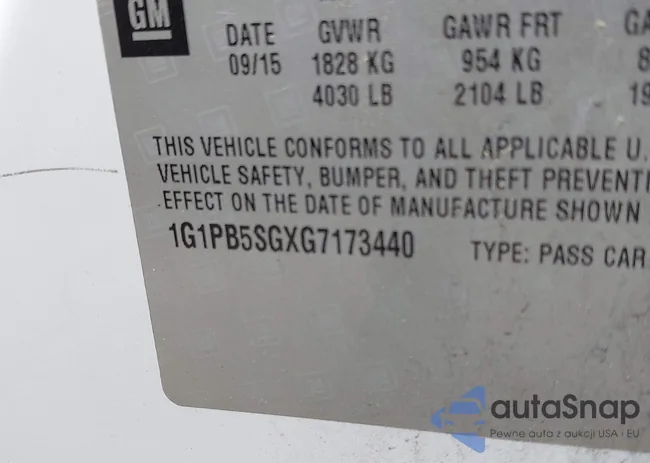 GM
DATE GVWR GAWR FRT
09/15 1828 KG 954 KG
4030 LB 2104 LB
THIS VEHICLE CONFORMS TO ALL APPLICABLE U.
VEHICLE SAFETY, BUMPER, AND THEFT PREVENTI
EFFECT ON THE DATE OF MANUFACTURE SHOWN
1G1PB5SGXG7173440 TYPE: PASS CAR
autaSnap
Pewne auta z aukcji USA i EU